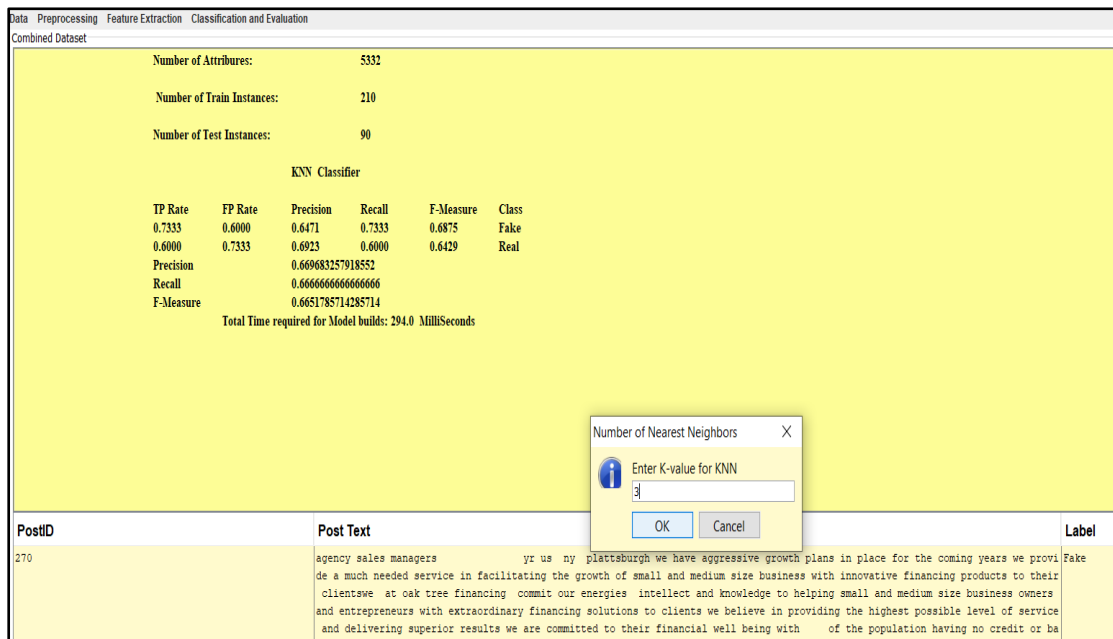 Data Preprocessing Feature Extraction Classification and Evaluation
Combined Dataset
Number of Attribures: 5332
Number of Train Instances: 210
Number of Test Instances: 90
KNN Classifier
TP Rate FP Rate Precision Recall F-Measure Class
0.7333 0.6000 0.6471 0.7333 0.6875 Fake
0.6000 0.7333 0.6923 0.6000 0.6429 Real
Precision 0.669683257918552
Recall 0.6666666666666666
F-Measure 0.6651785714285714
Total Time required for Model builds: 294.0 MilliSeconds
Number of Nearest Neighbors X
Enter K-value for KNN
3
OK Cancel
PostID Post Text Label
270 agency sales managers yr us ny plattsburgh we have aggressive growth plans in place for the coming years we provi Fake
de a much needed service in facilitating the growth of small and medium size business with innovative financing products to their
clientswe at oak tree financing commit our energies intellect and knowledge to helping small and medium size business owners
and entrepreneurs with extraordinary financing solutions to clients we believe in providing the highest possible level of service
and delivering superior results we are committed to their financial well being with of the population having no credit or ba